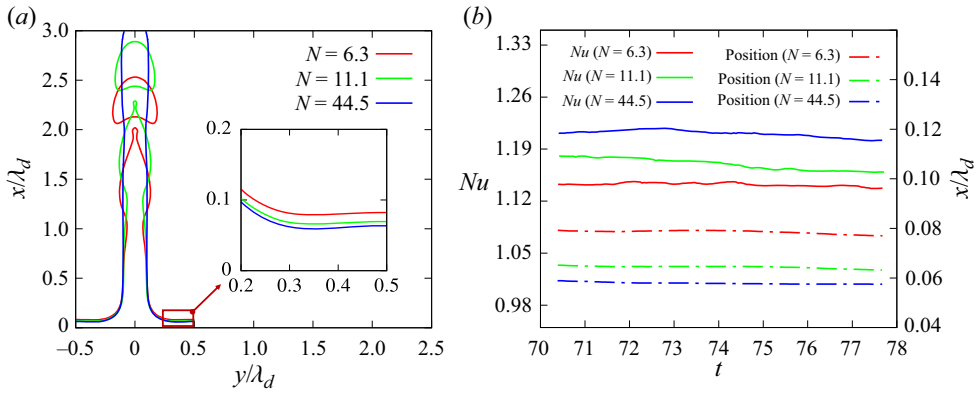 (a)
3.0
2.5
2.0
1.5
1.0
0.5
0
x/λd
N = 6.3
N = 11.1
N = 44.5
0.2
0.1
0
0.2 0.3 0.4 0.5
–0.5 0 0.5 1.0 1.5 2.0 2.5
y/λd
(b)
1.33
1.26
1.19
1.12
1.05
0.98
Nu
Nu (N = 6.3)
Nu (N = 11.1)
Nu (N = 44.5)
Position (N = 6.3)
Position (N = 11.1)
Position (N = 44.5)
0.14
0.12
0.10
0.08
0.06
0.04
x/λd
70 71 72 73 74 75 76 77 78
t